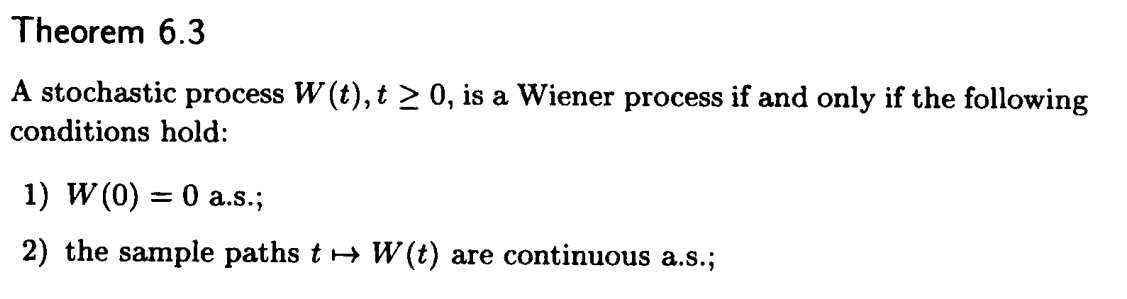 Theorem 6.3
A stochastic process W(t), t ≥ 0, is a Wiener process if and only if the following
conditions hold:
1) W(0) = 0 a.s.;
2) the sample paths t ↦ W(t) are continuous a.s.;